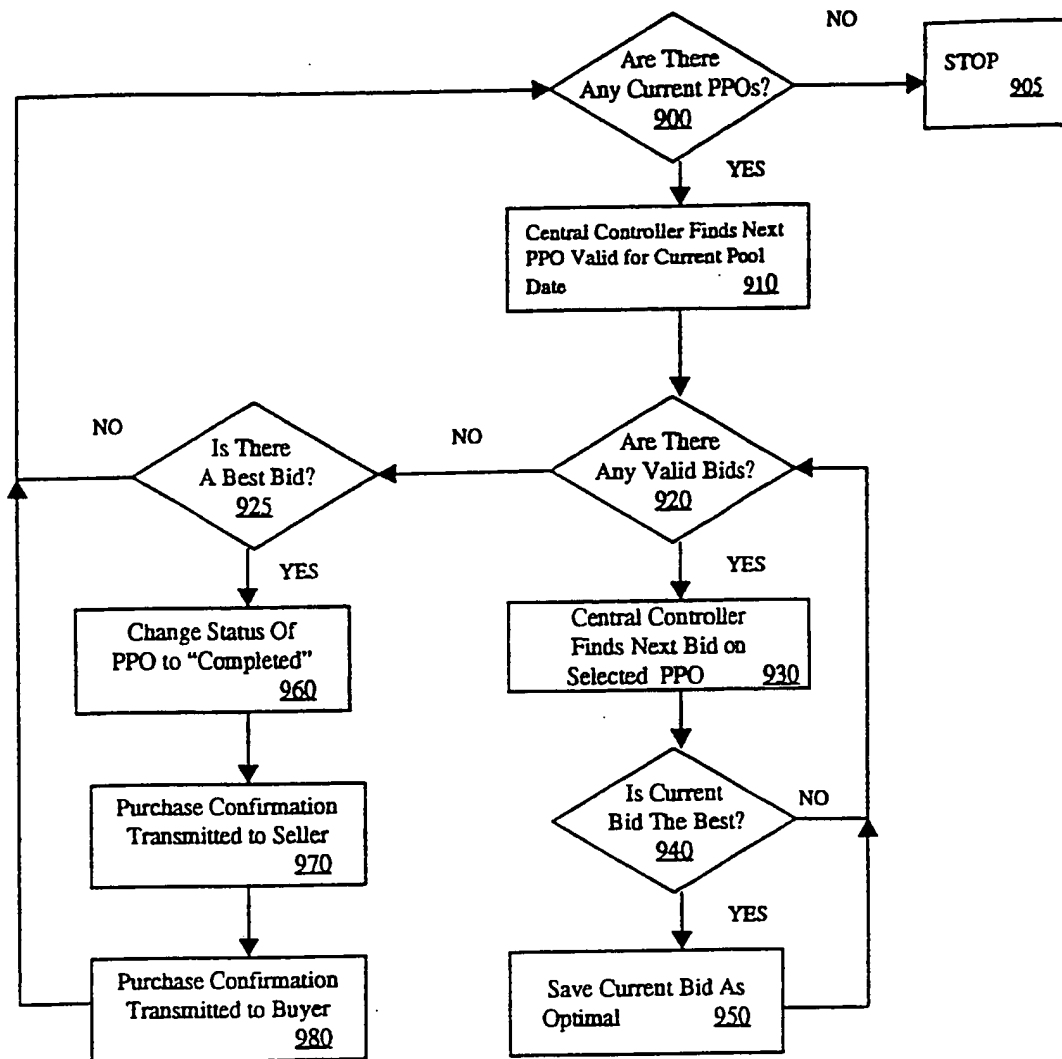 NO
Are There
Any Current PPOs?
900
STOP
905
YES
Central Controller Finds Next
PPO Valid for Current Pool
Date 910
NO
Is There
A Best Bid?
925
NO
Are There
Any Valid Bids?
920
YES
Change Status Of
PPO to "Completed"
960
YES
Central Controller
Finds Next Bid on
Selected PPO 930
Purchase Confirmation
Transmitted to Seller
970
Is Current
Bid The Best?
940
NO
YES
Purchase Confirmation
Transmitted to Buyer
980
Save Current Bid As
Optimal 950